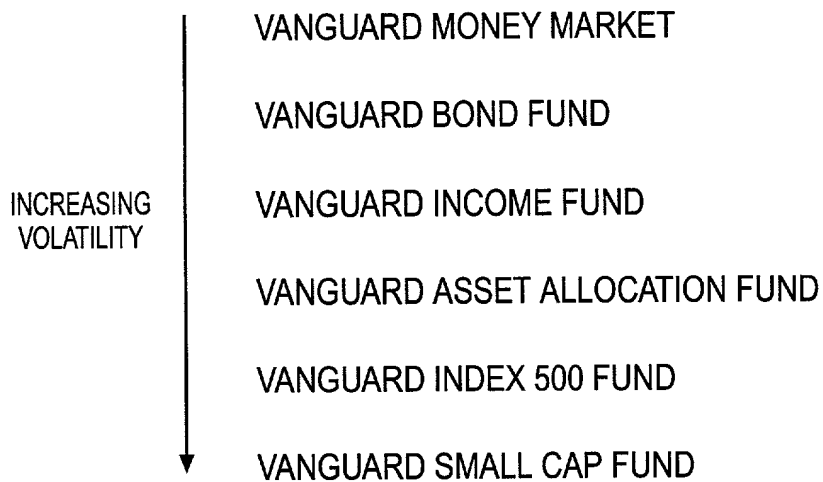 VANGUARD MONEY MARKET
VANGUARD BOND FUND
INCREASING
VOLATILITY
VANGUARD INCOME FUND
VANGUARD ASSET ALLOCATION FUND
VANGUARD INDEX 500 FUND
VANGUARD SMALL CAP FUND